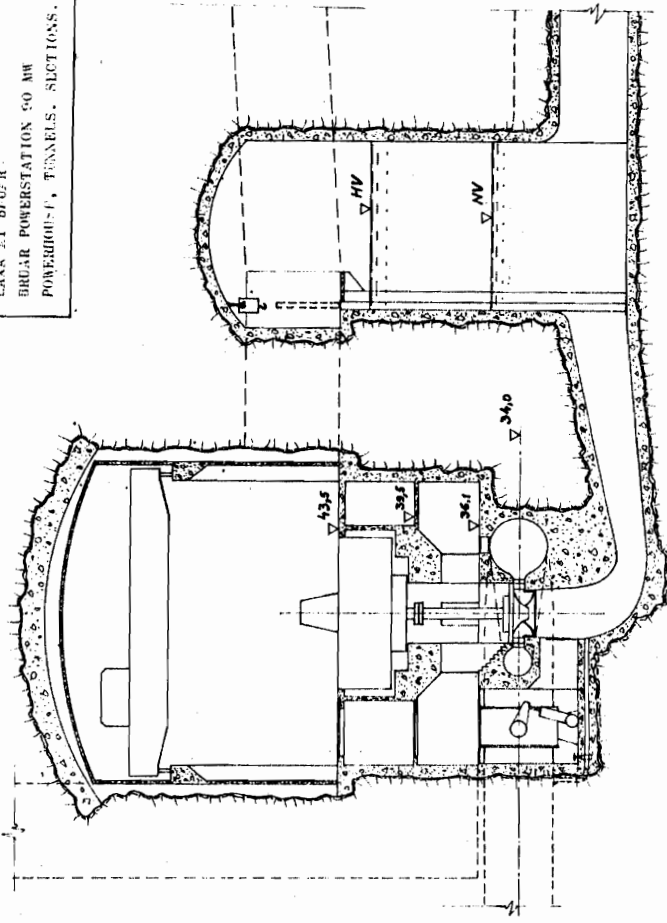 BRUAR POWERSTATION 90 MW
POWERHOUSE, TUNNELS. SECTIONS.
HV
NV
34,0
43,5
39,5
36,1